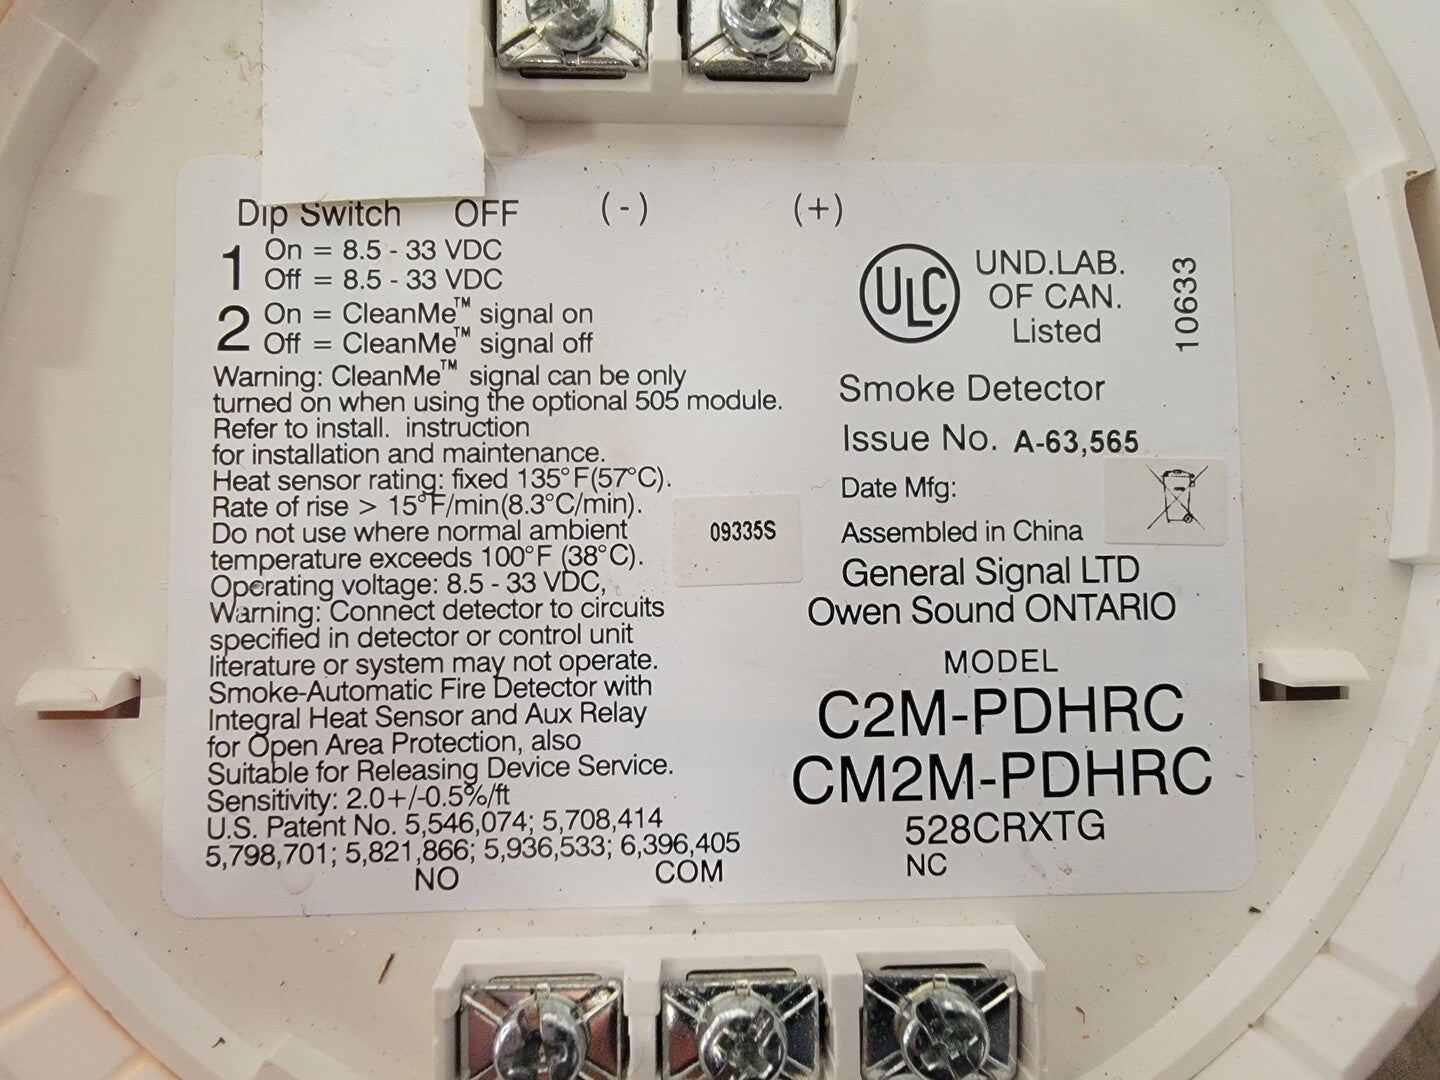 Dip Switch OFF (-) (+)
1 On = 8.5 - 33 VDC
Off = 8.5 - 33 VDC
2 On = CleanMe™ signal on
Off = CleanMe™ signal off
Warning: CleanMe™ signal can be only
turned on when using the optional 505 module.
Refer to install. instruction
for installation and maintenance.
Heat sensor rating: fixed 135°F(57°C).
Rate of rise > 15°F/min(8.3°C/min).
Do not use where normal ambient
temperature exceeds 100°F (38°C).
Operating voltage: 8.5 - 33 VDC,
Warning: Connect detector to circuits
specified in detector or control unit
literature or system may not operate.
Smoke-Automatic Fire Detector with
Integral Heat Sensor and Aux Relay
for Open Area Protection, also
Suitable for Releasing Device Service.
Sensitivity: 2.0+/-0.5%/ft
U.S. Patent No. 5,546,074; 5,708,414
5,798,701; 5,821,866; 5,936,533; 6,396,405
NO COM NC
09335S
ULC
UND.LAB.
OF CAN.
Listed
10633
Smoke Detector
Issue No. A-63,565
Date Mfg:
Assembled in China
General Signal LTD
Owen Sound ONTARIO
MODEL
C2M-PDHRC
CM2M-PDHRC
528CRXTG